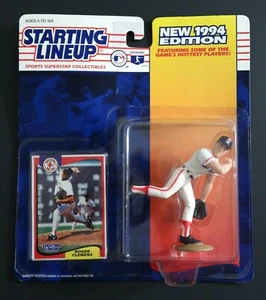 AGES 4 TO XXX
STARTING
LINEUP
SPORTS SUPERSTAR COLLECTIBLES
NEW 1994
EDITION
FEATURING SOME OF THE
GAME'S HOTTEST PLAYERS!
ROGER
CLEMENS